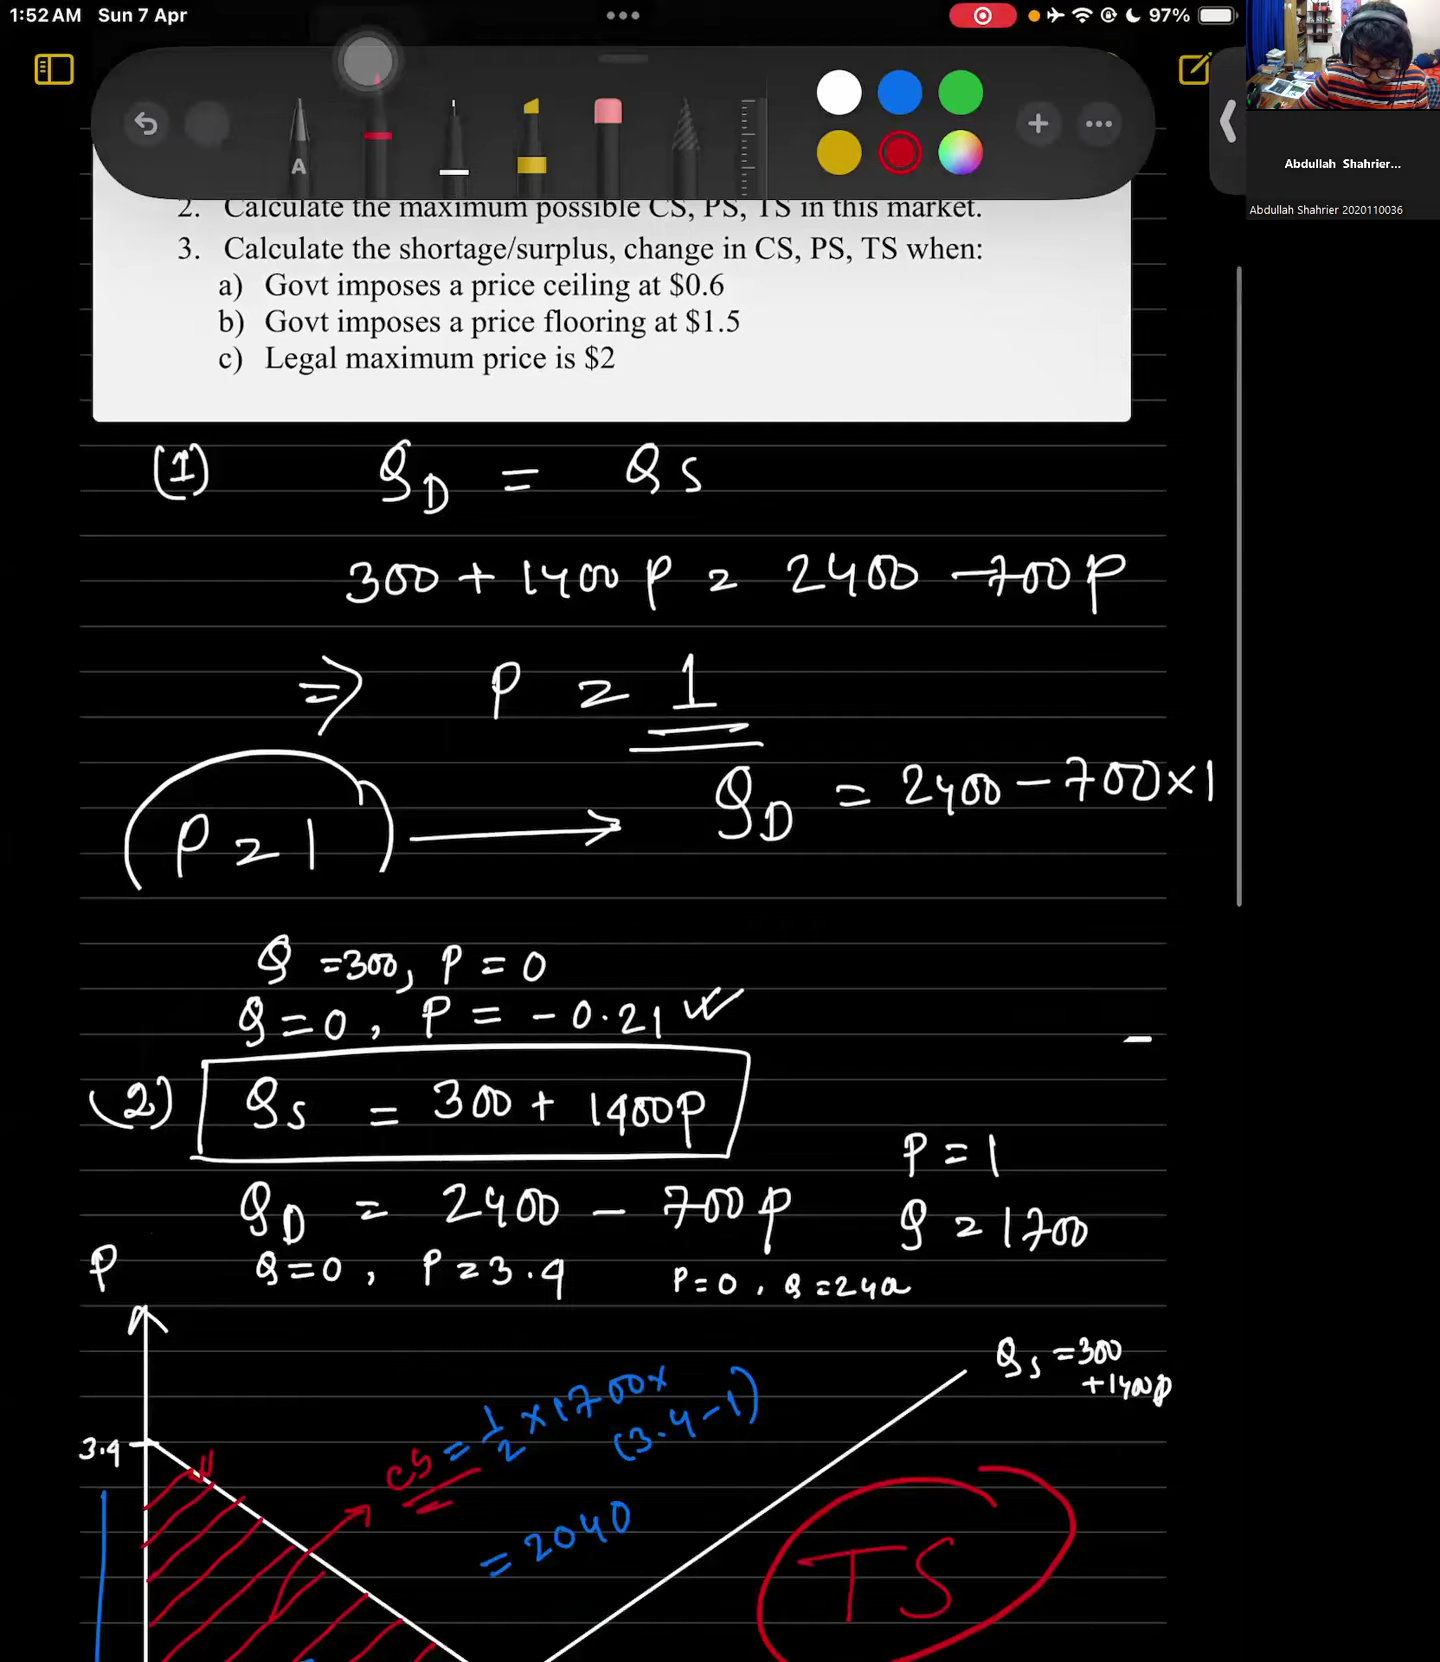 1:52 AM Sun 7 Apr
97%
Abdullah Shahrier...
Abdullah Shahrier 2020110036
A
2. Calculate the maximum possible CS, PS, TS in this market.
3. Calculate the shortage/surplus, change in CS, PS, TS when:
a) Govt imposes a price ceiling at $0.6
b) Govt imposes a price flooring at $1.5
c) Legal maximum price is $2
(1) QD = QS
300 + 1400 P = 2400 - 700 P
=> P = 1
P = 1 → QD = 2400 - 700 × 1
Q = 300, P = 0
Q = 0, P = - 0.21
(2) QS = 300 + 1400P
P = 1
QD = 2400 - 700 P
Q = 1700
P
Q = 0, P = 3.4
P = 0, Q = 2400
QS = 300
+1400P
3.4
CS = 1/2 × 1700 ×
(3.4 - 1)
= 2040
TS